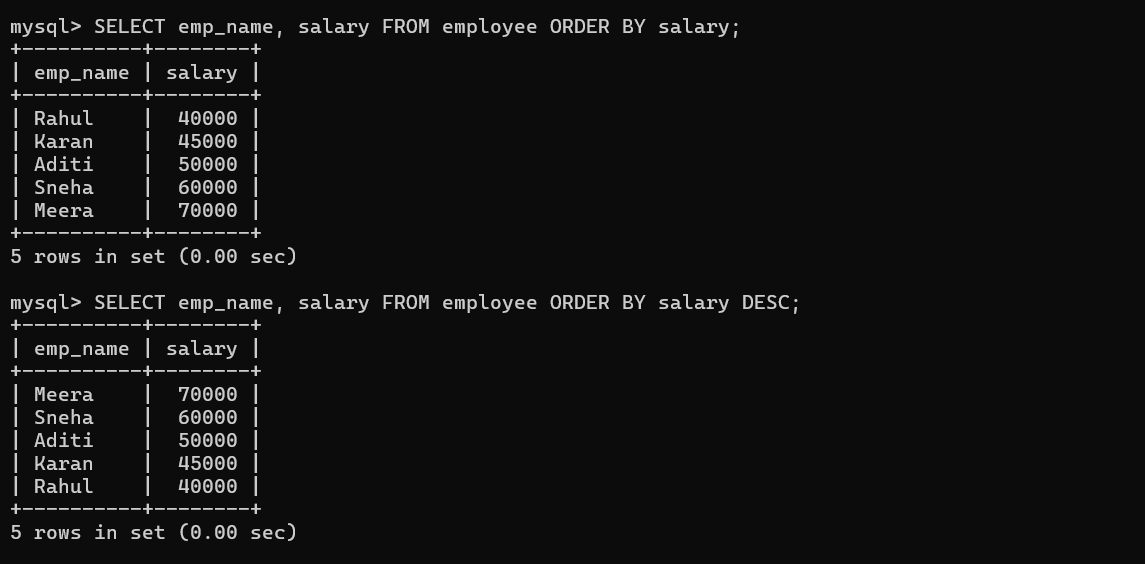 mysql> SELECT emp_name, salary FROM employee ORDER BY salary;
+----------+--------+
| emp_name | salary |
+----------+--------+
| Rahul    |  40000 |
| Karan    |  45000 |
| Aditi    |  50000 |
| Sneha    |  60000 |
| Meera    |  70000 |
+----------+--------+
5 rows in set (0.00 sec)

mysql> SELECT emp_name, salary FROM employee ORDER BY salary DESC;
+----------+--------+
| emp_name | salary |
+----------+--------+
| Meera    |  70000 |
| Sneha    |  60000 |
| Aditi    |  50000 |
| Karan    |  45000 |
| Rahul    |  40000 |
+----------+--------+
5 rows in set (0.00 sec)